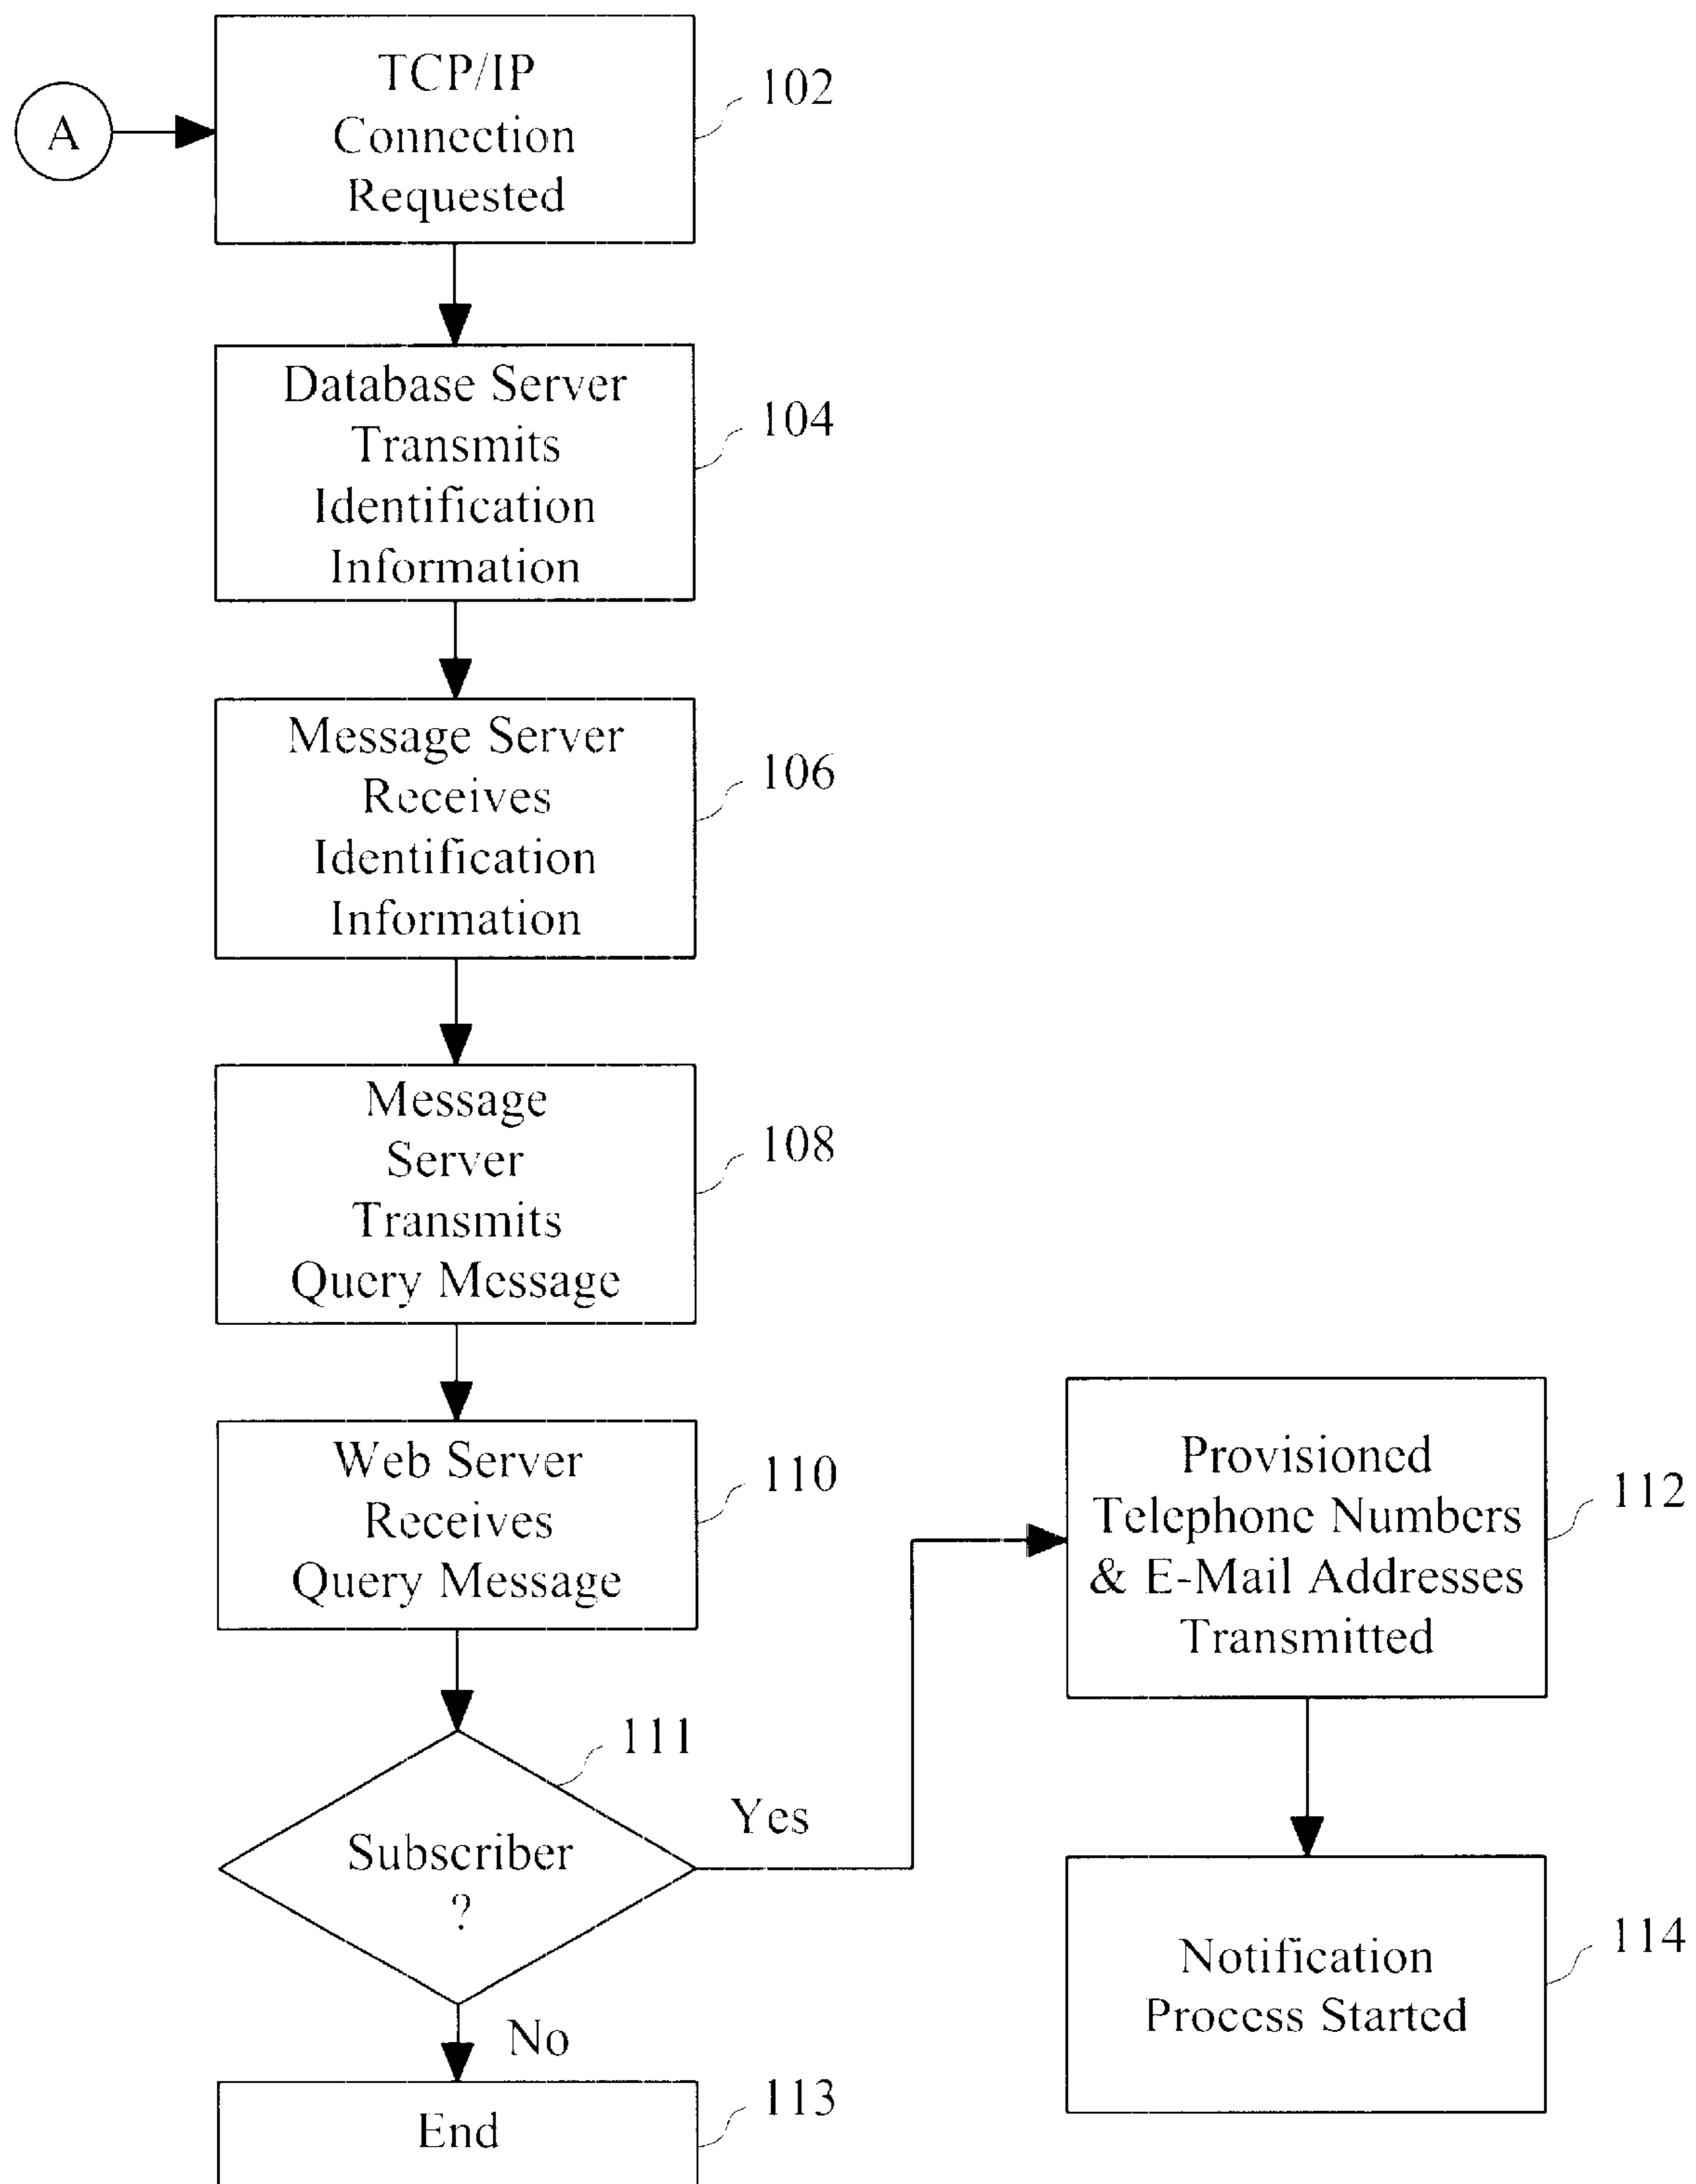 A
TCP/IP
Connection
Requested
102
Database Server
Transmits
Identification
Information
104
Message Server
Receives
Identification
Information
106
Message
Server
Transmits
Query Message
108
Web Server
Receives
Query Message
110
Subscriber
?
111
Yes
No
End
113
Provisioned
Telephone Numbers
& E-Mail Addresses
Transmitted
112
Notification
Process Started
114